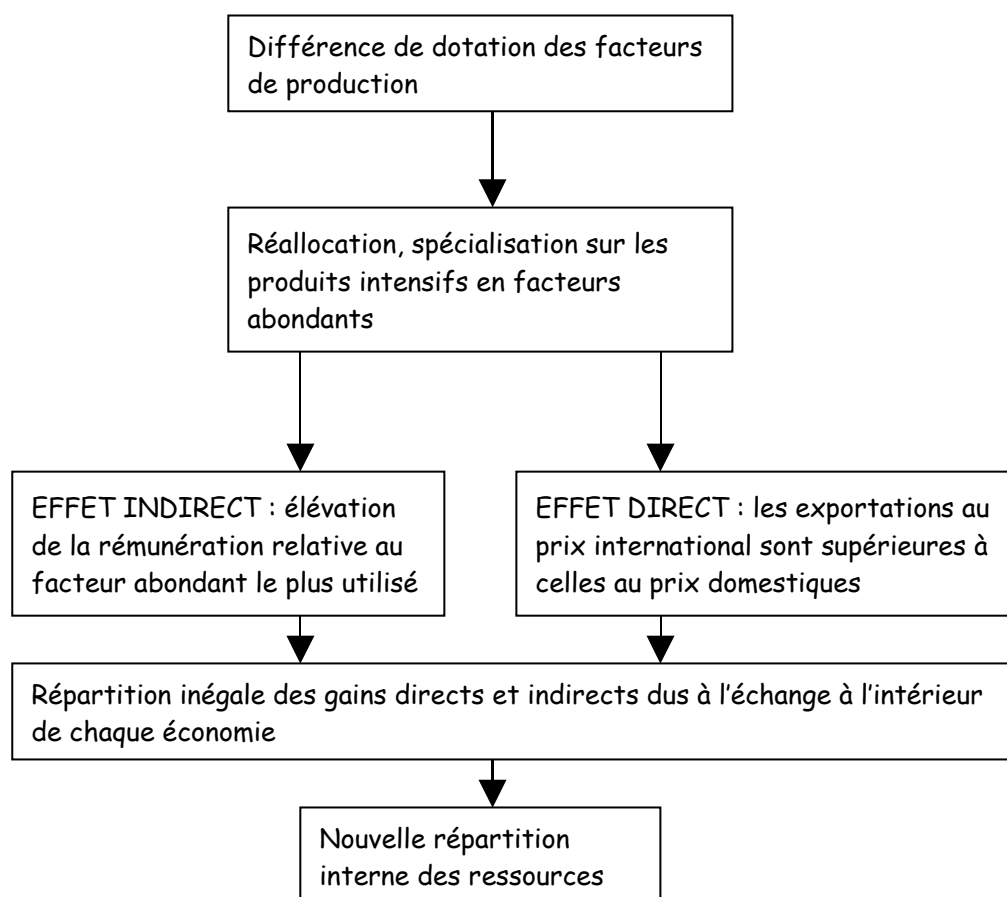 Différence de dotation des facteurs
de production
Réallocation, spécialisation sur les
produits intensifs en facteurs
abondants
EFFET INDIRECT : élévation
de la rémunération relative au
facteur abondant le plus utilisé
EFFET DIRECT : les exportations au
prix international sont supérieures à
celles au prix domestiques
Répartition inégale des gains directs et indirects dus à l’échange à l’intérieur
de chaque économie
Nouvelle répartition
interne des ressources